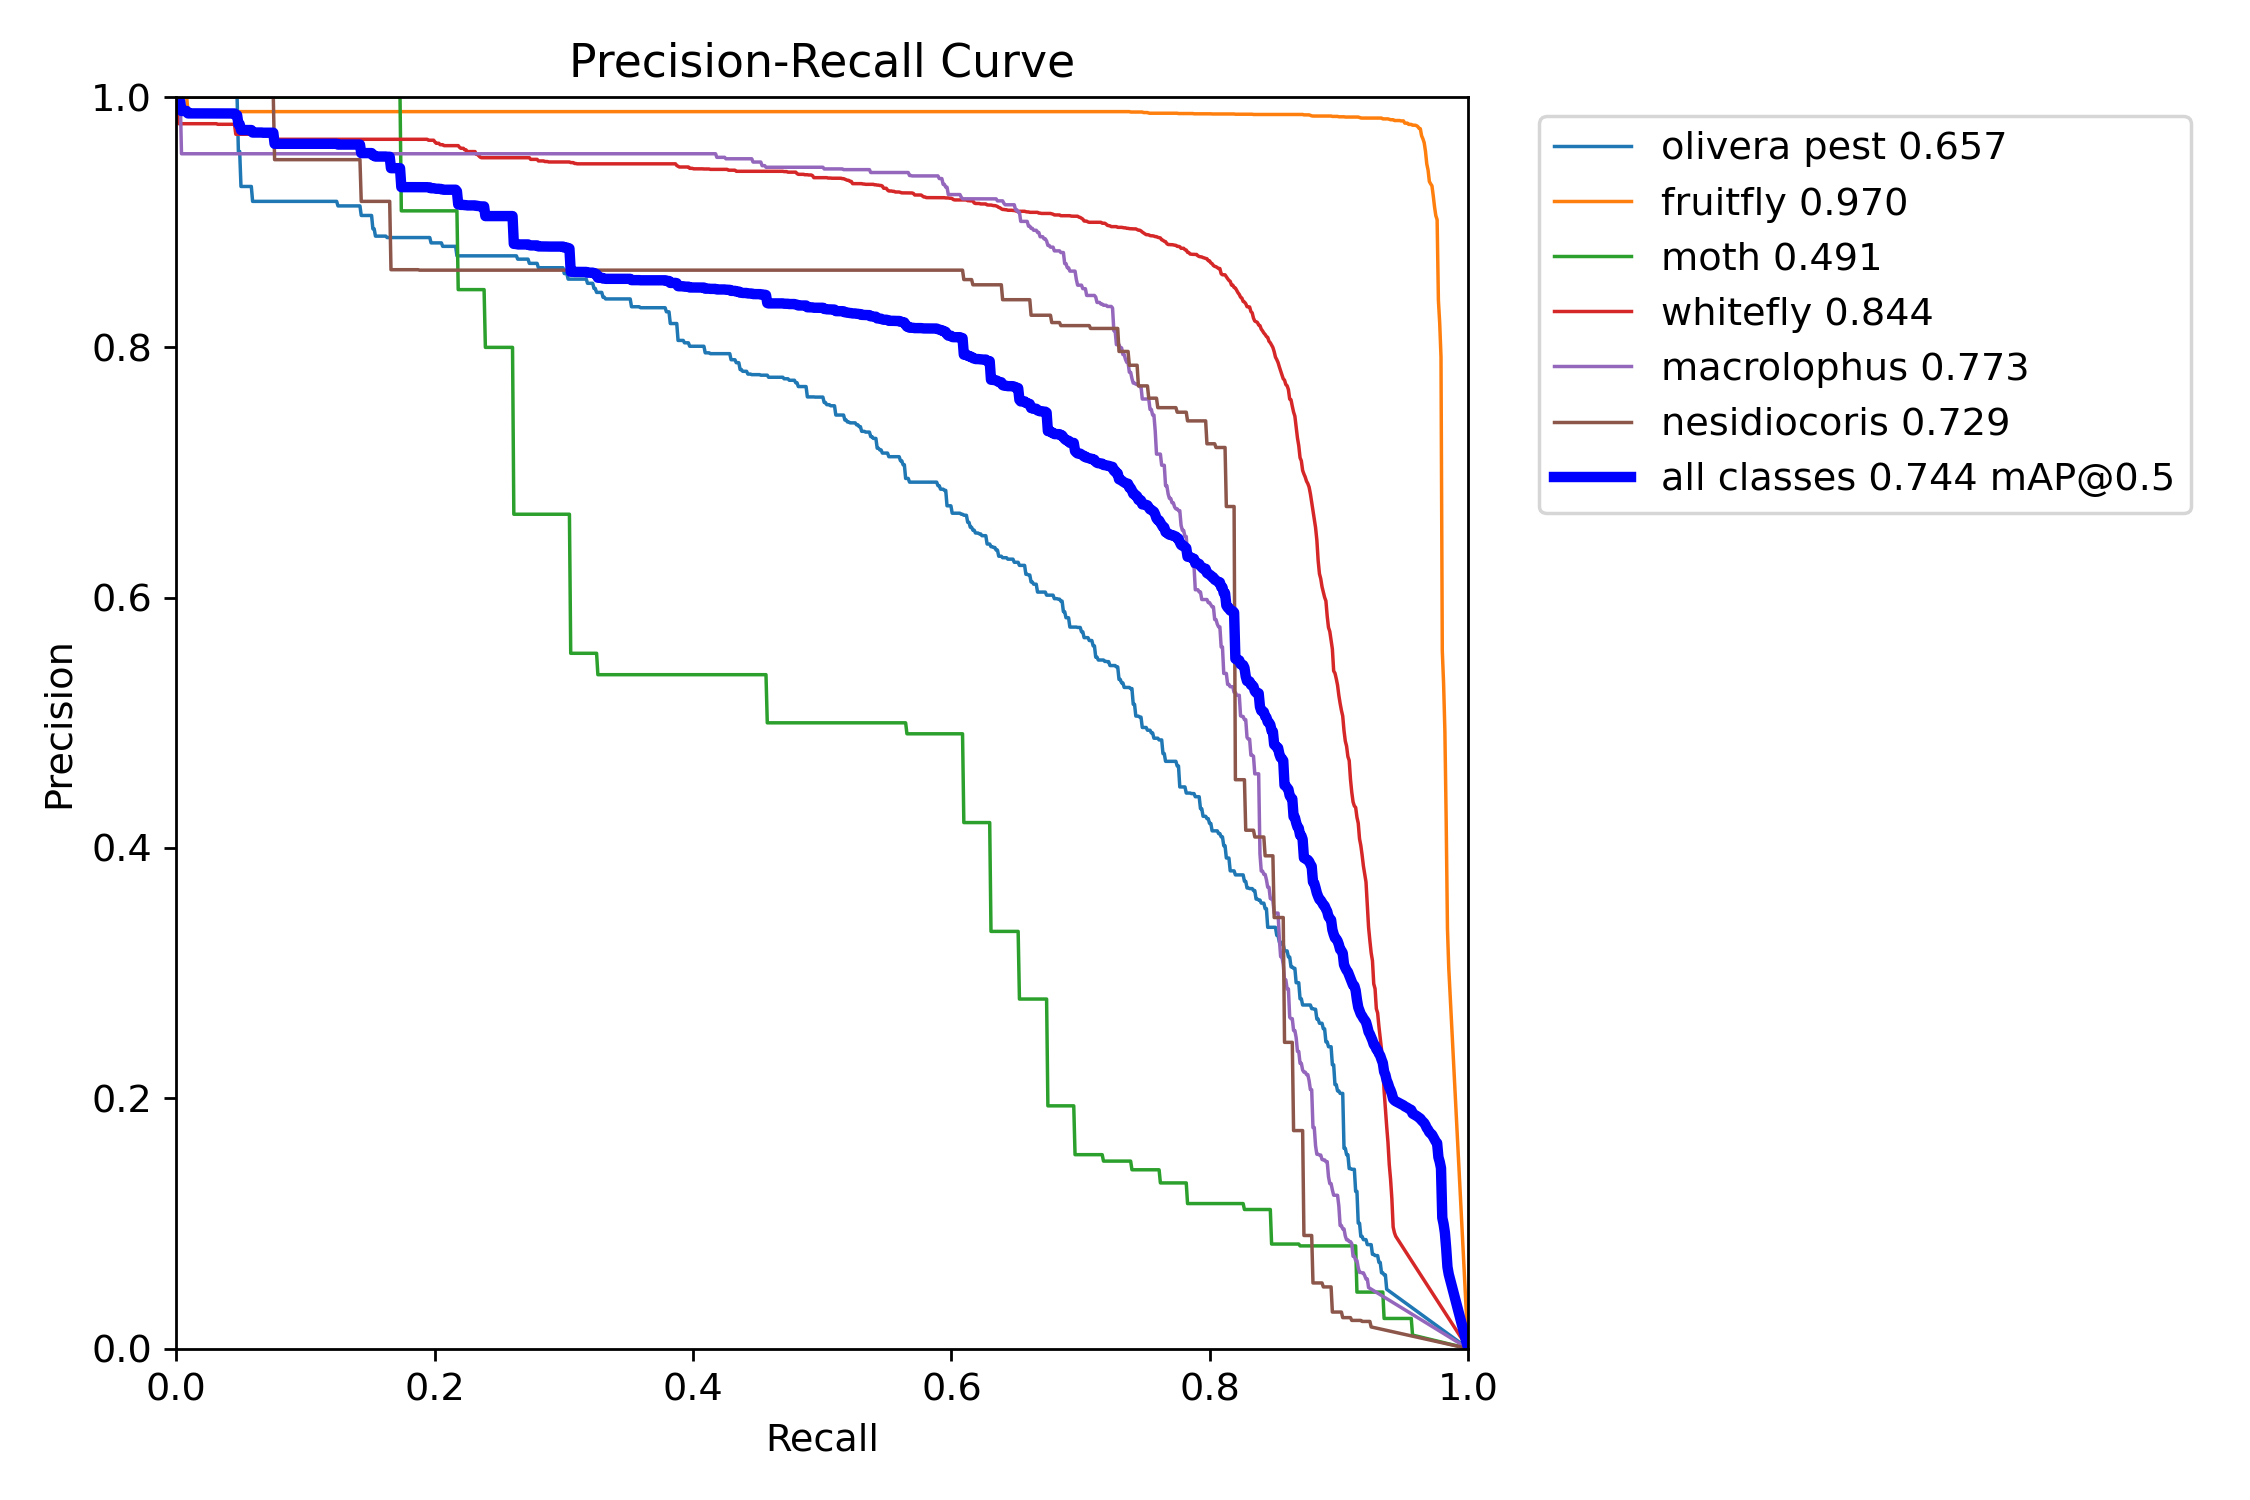 Precision-Recall Curve
1.0
0.8
0.6
0.4
0.2
0.0
Precision
0.0 0.2 0.4 0.6 0.8 1.0
Recall
olivera pest 0.657
fruitfly 0.970
moth 0.491
whitefly 0.844
macrolophus 0.773
nesidiocoris 0.729
all classes 0.744 mAP@0.5